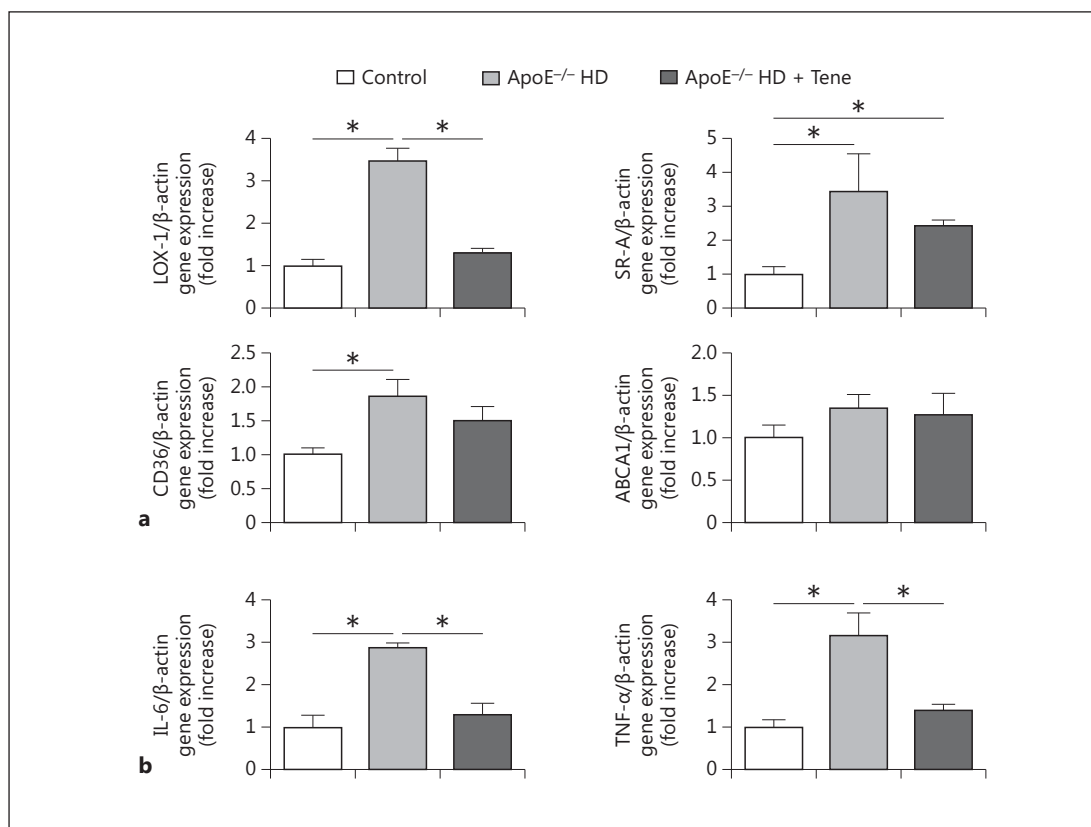 Control ApoE–/– HD ApoE–/– HD + Tene
LOX-1/β-actin
gene expression
(fold increase)
4
3
2
1
0
* *
SR-A/β-actin
gene expression
(fold increase)
5
4
3
2
1
0
*
*
CD36/β-actin
gene expression
(fold increase)
2.5
2.0
1.5
1.0
0.5
0
*
ABCA1/β-actin
gene expression
(fold increase)
2.0
1.5
1.0
0.5
0
a
IL-6/β-actin
gene expression
(fold increase)
4
3
2
1
0
* *
TNF-α/β-actin
gene expression
(fold increase)
4
3
2
1
0
* *
b